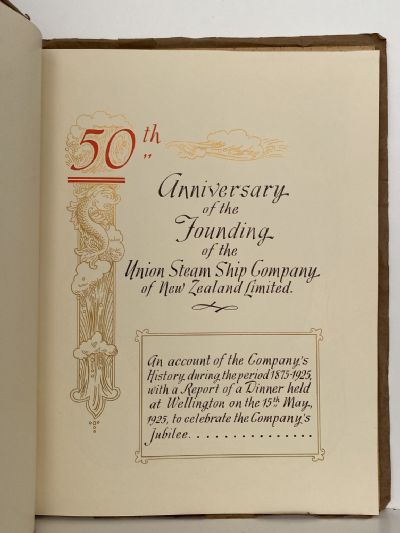 50th
Anniversary
of the
Founding
of the
Union Steam Ship Company
of New Zealand Limited.
An account of the Company's
History, during the period 1875-1925,
with a Report of a Dinner held
at Wellington on the 15th May,
1925, to celebrate the Company's
Jubilee. . . . . . . . . . . . . . .